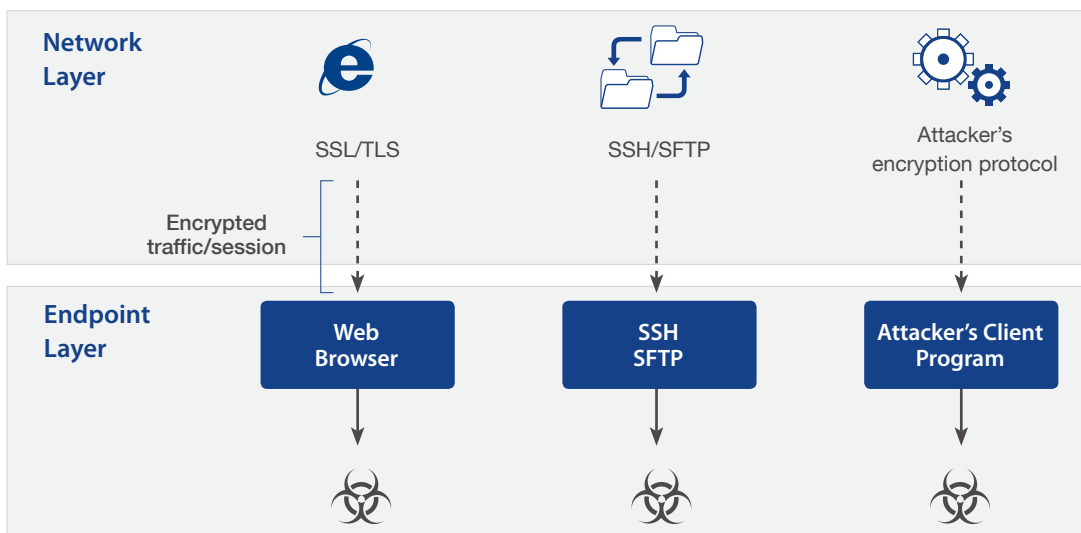 Network
Layer
SSL/TLS
SSH/SFTP
Attacker's
encryption protocol
Encrypted
traffic/session
Endpoint
Layer
Web
Browser
SSH
SFTP
Attacker's Client
Program